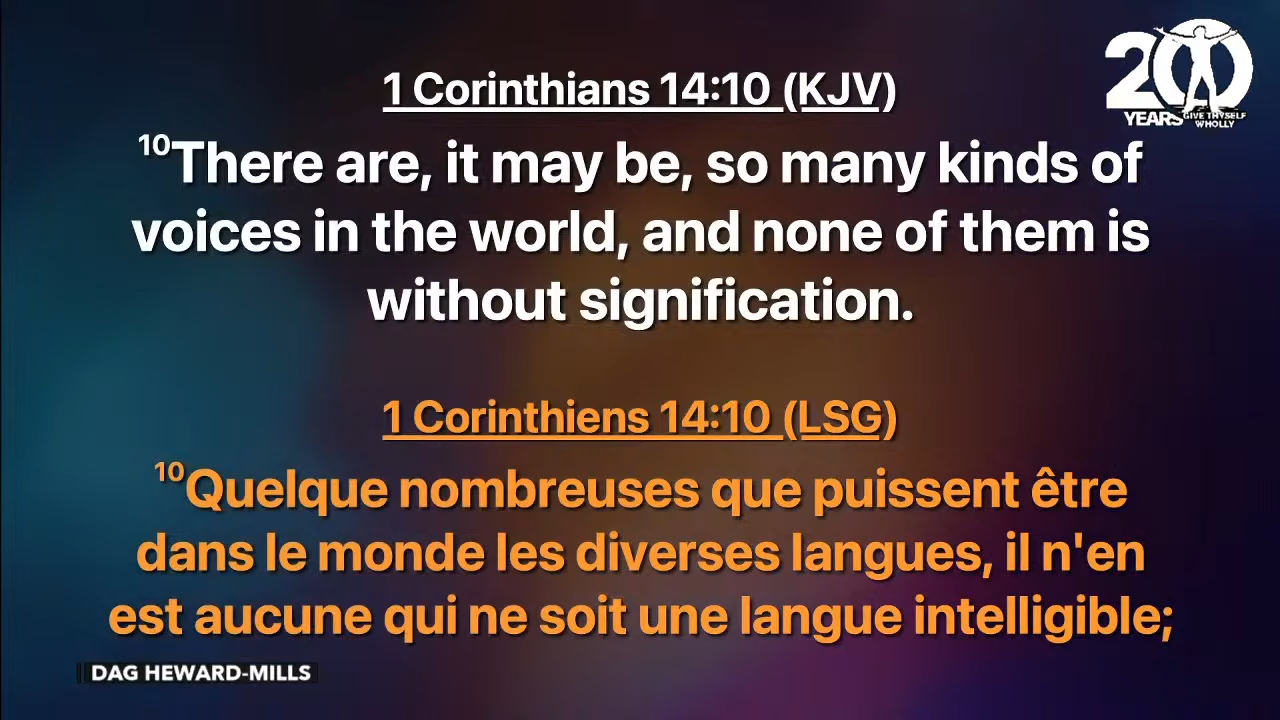 20
YEARS
GIVE THYSELF
WHOLLY
1 Corinthians 14:10 (KJV)
10There are, it may be, so many kinds of
voices in the world, and none of them is
without signification.
1 Corinthiens 14:10 (LSG)
10Quelque nombreuses que puissent être
dans le monde les diverses langues, il n'en
est aucune qui ne soit une langue intelligible;
DAG HEWARD-MILLS